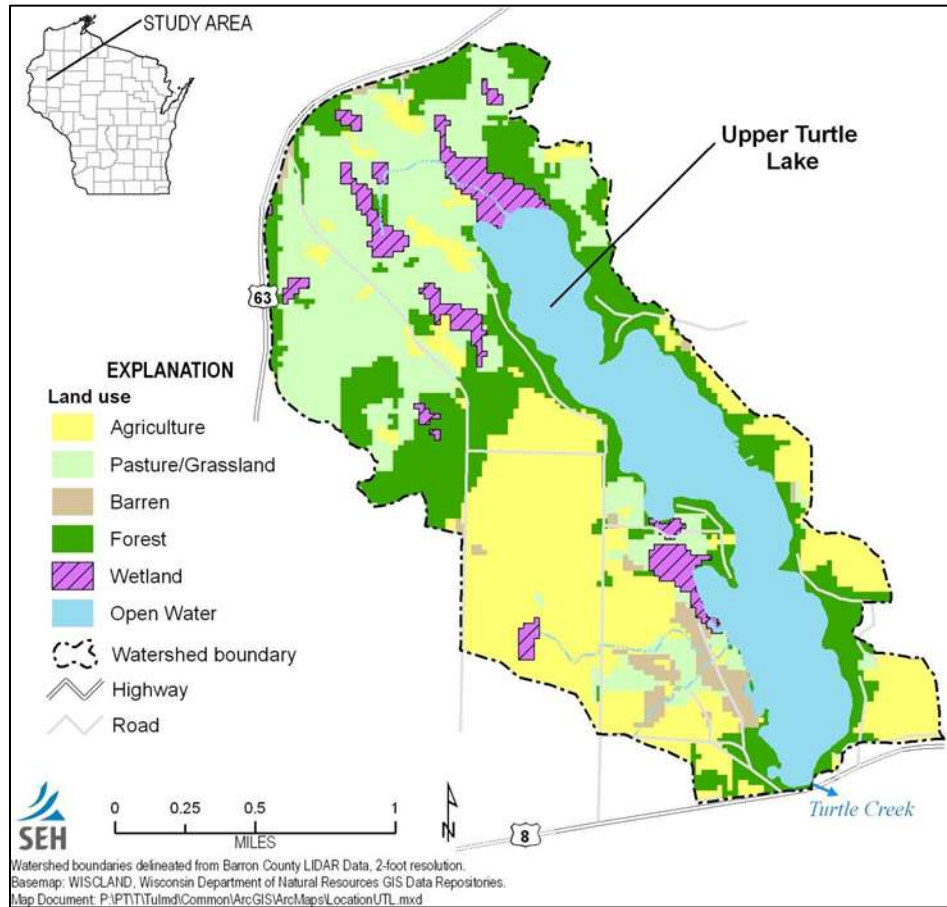 STUDY AREA
Upper Turtle
Lake
63
EXPLANATION
Land use
Agriculture
Pasture/Grassland
Barren
Forest
Wetland
Open Water
Watershed boundary
Highway
Road
SEH
0 0.25 0.5 1
MILES
N
8
Turtle Creek
Watershed boundaries delineated from Barron County LIDAR Data, 2-foot resolution.
Basemap: WISCLAND, Wisconsin Department of Natural Resources GIS Data Repositories.
Map Document: P:\PT\T\Tulmd\Common\ArcGIS\ArcMaps\LocationUTL.mxd